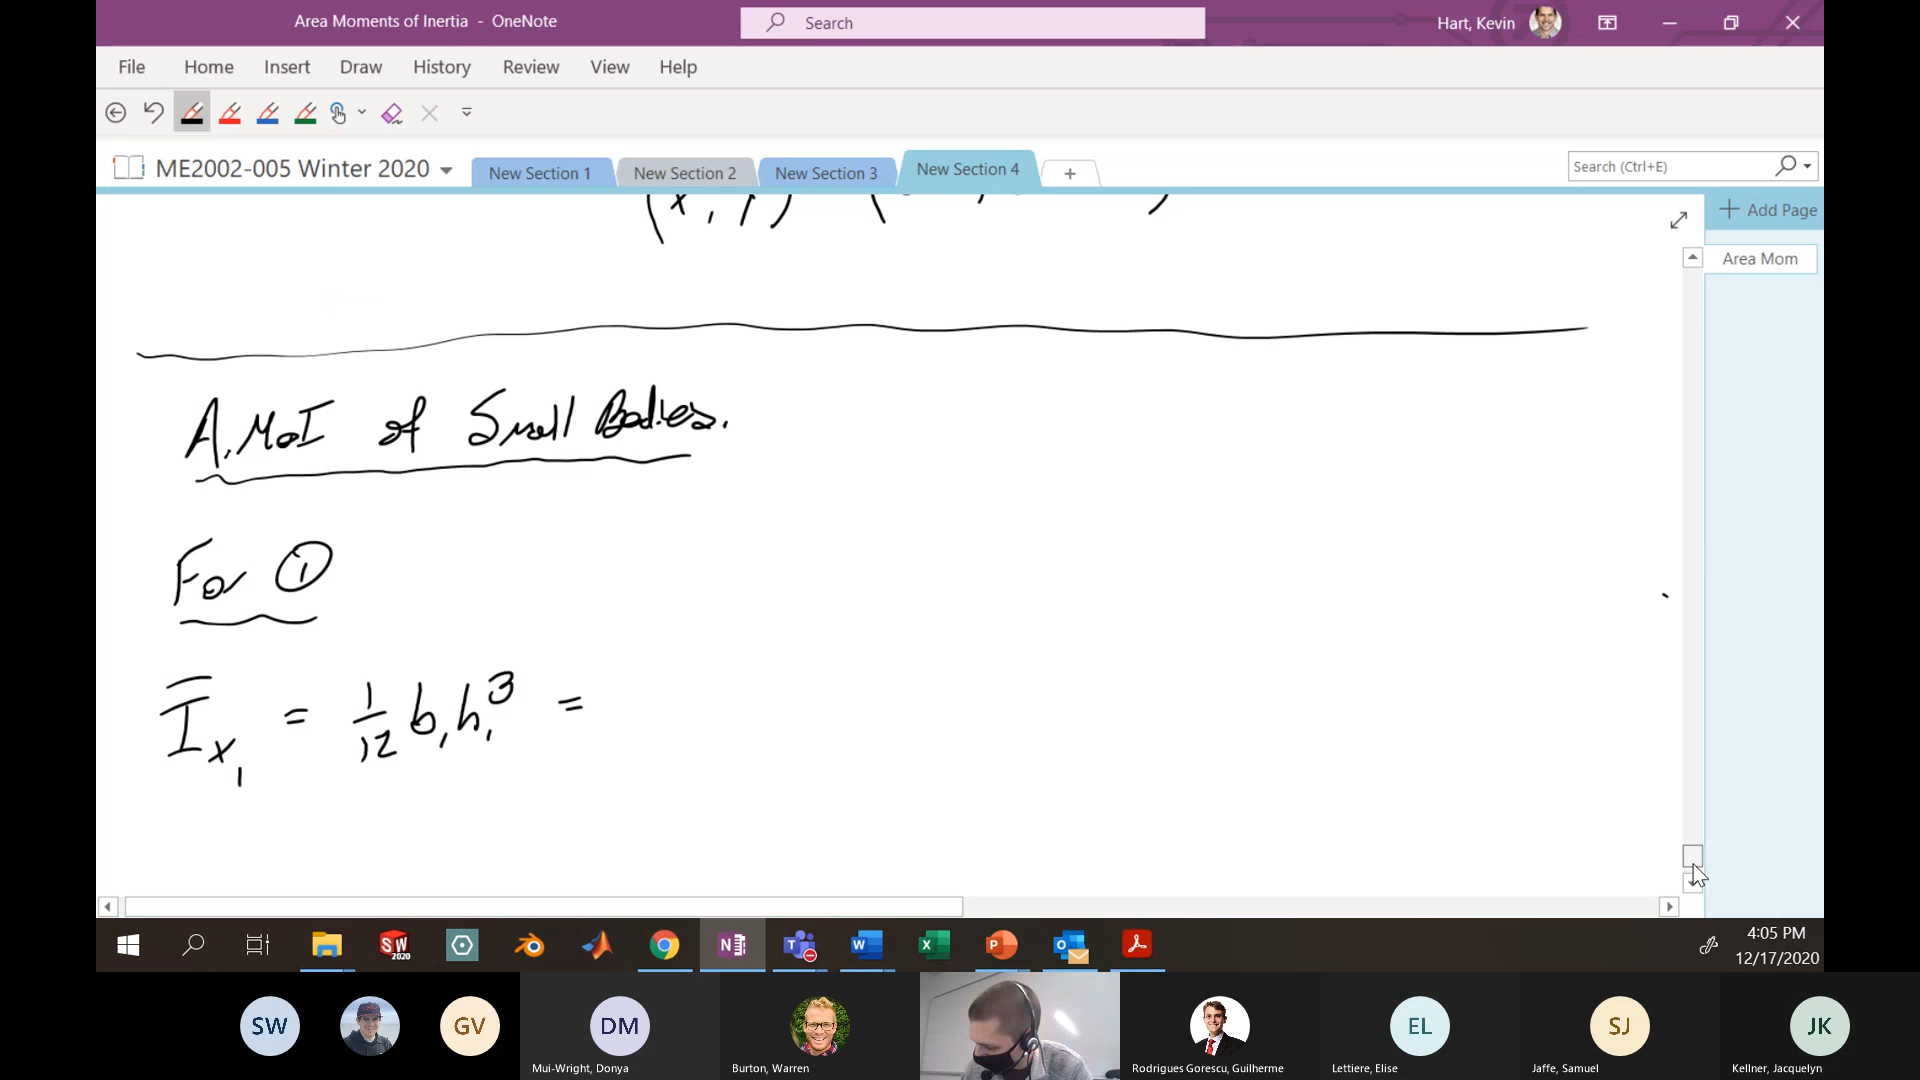 Area Moments of Inertia - OneNote
Search
Hart, Kevin
File Home Insert Draw History Review View Help
ME2002-005 Winter 2020
New Section 1 New Section 2 New Section 3 New Section 4 +
Search (Ctrl+E)
Add Page
Area Mom
A.MoI of Small Bodies.
For ①
Ī_x₁ = 1/12 b₁h₁³ =
SW 2020
N
T
W
X
P
O
4:05 PM
12/17/2020
SW GV DM EL SJ JK
Mui-Wright, Donya Burton, Warren Rodrigues Gorescu, Guilherme Lettiere, Elise Jaffe, Samuel Kellner, Jacquelyn